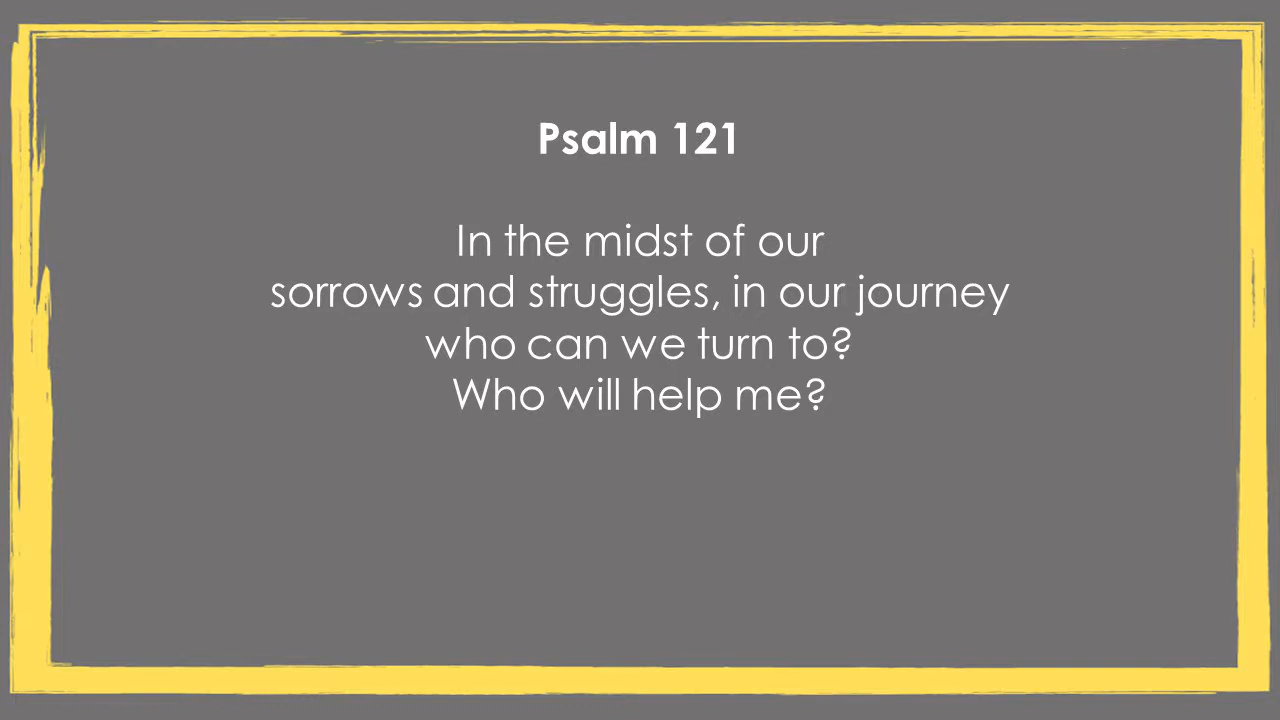 Psalm 121
In the midst of our
sorrows and struggles, in our journey
who can we turn to?
Who will help me?